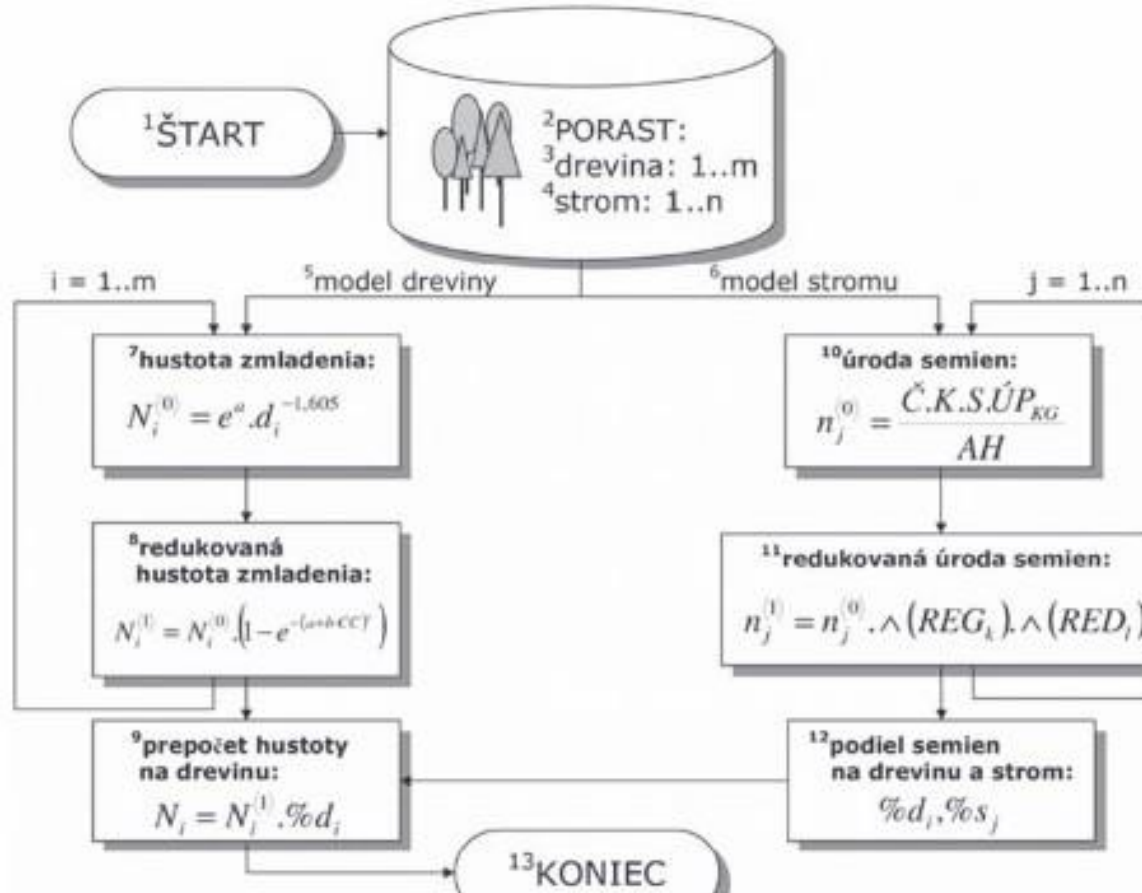 ¹ŠTART
²PORAST:
³drevina: 1..m
⁴strom: 1..n
i = 1..m
⁵model dreviny
⁶model stromu
j = 1..n
⁷hustota zmladenia:
N_i^(0) = e^a.d_i^-1,605
⁸redukovaná
hustota zmladenia:
N_i^(1) = N_i^(0).(1-e^-(a+b.CC)^c)
⁹prepočet hustoty
na drevinu:
N_i = N_i^(1).%d_i
¹⁰úroda semien:
n_j^(0) = Č.K.S.ÚP_KG
AH
¹¹redukovaná úroda semien:
n_j^(1) = n_j^(0).∧(REG_k).∧(RED_l)
¹²podiel semien
na drevinu a strom:
%d_i,%s_j
¹³KONIEC